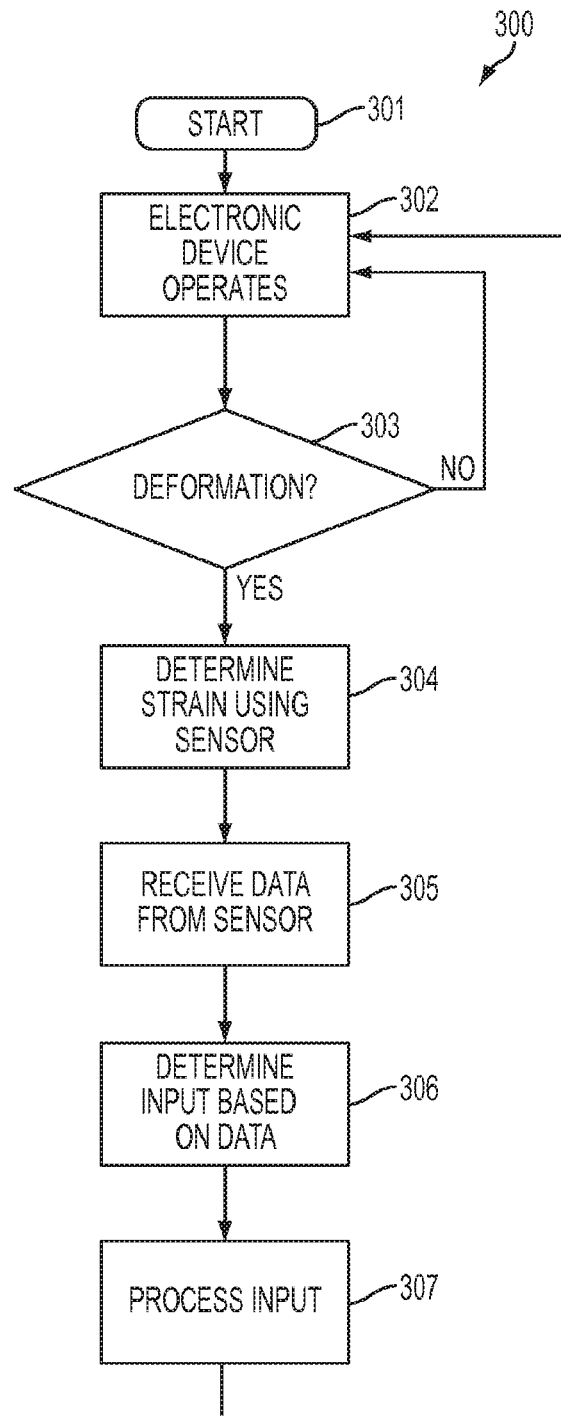 300
START
301
ELECTRONIC
DEVICE
OPERATES
302
DEFORMATION?
303
NO
YES
DETERMINE
STRAIN USING
SENSOR
304
RECEIVE DATA
FROM SENSOR
305
DETERMINE
INPUT BASED
ON DATA
306
PROCESS INPUT
307